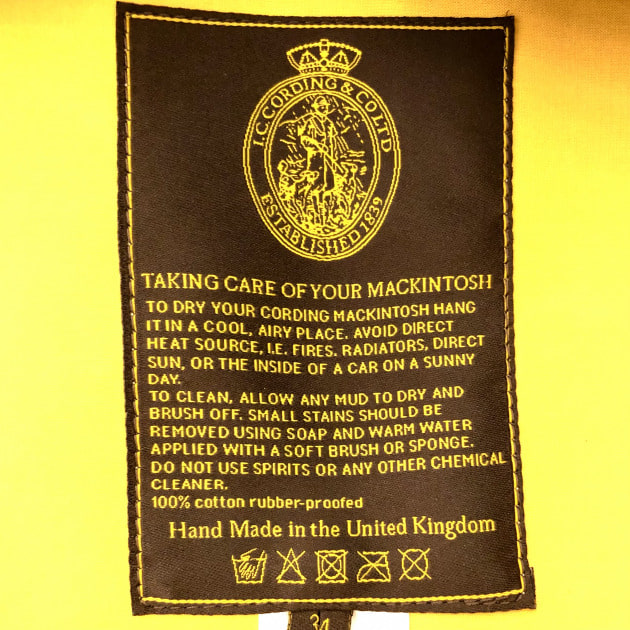 J.C. CORDING & CO LTD
ESTABLISHED 1839
TAKING CARE OF YOUR MACKINTOSH
TO DRY YOUR CORDING MACKINTOSH HANG
IT IN A COOL, AIRY PLACE. AVOID DIRECT
HEAT SOURCE, I.E. FIRES. RADIATORS, DIRECT
SUN, OR THE INSIDE OF A CAR ON A SUNNY
DAY.
TO CLEAN, ALLOW ANY MUD TO DRY AND
BRUSH OFF. SMALL STAINS SHOULD BE
REMOVED USING SOAP AND WARM WATER
APPLIED WITH A SOFT BRUSH OR SPONGE.
DO NOT USE SPIRITS OR ANY OTHER CHEMICAL
CLEANER.
100% cotton rubber-proofed
Hand Made in the United Kingdom
34